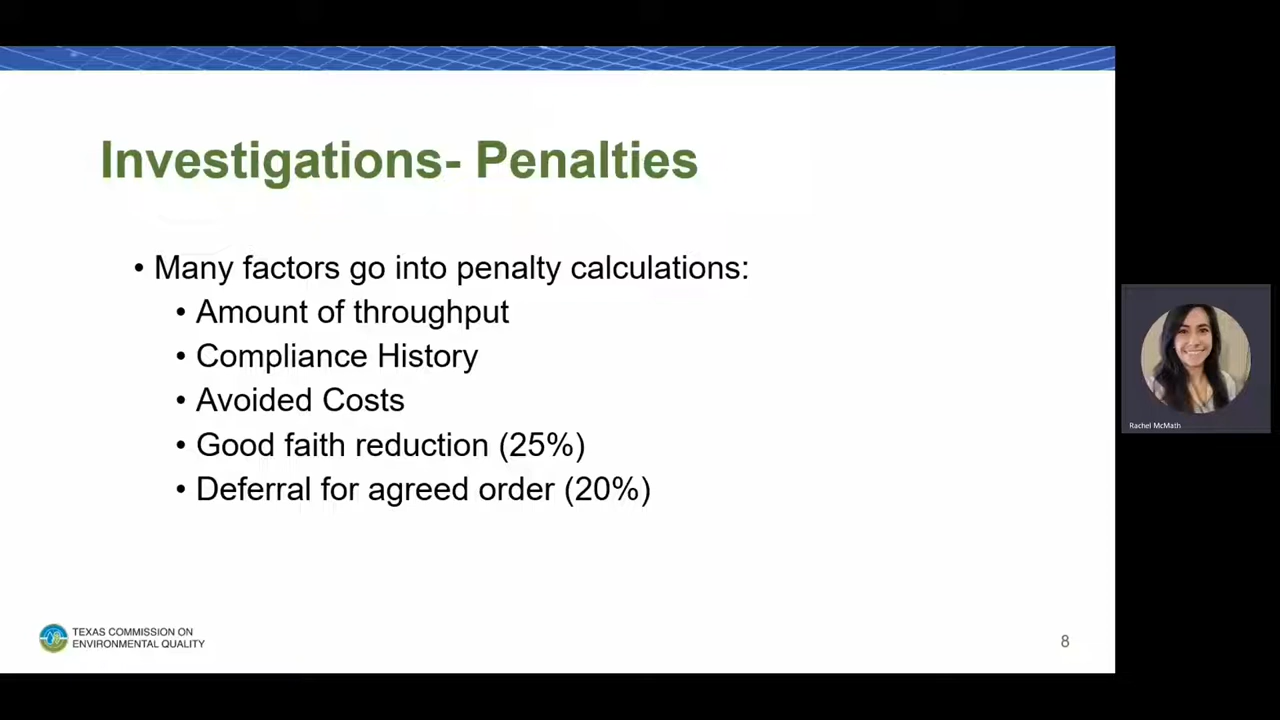 Investigations- Penalties
• Many factors go into penalty calculations:
• Amount of throughput
• Compliance History
• Avoided Costs
• Good faith reduction (25%)
• Deferral for agreed order (20%)
Rachel McMath
TEXAS COMMISSION ON
ENVIRONMENTAL QUALITY
8